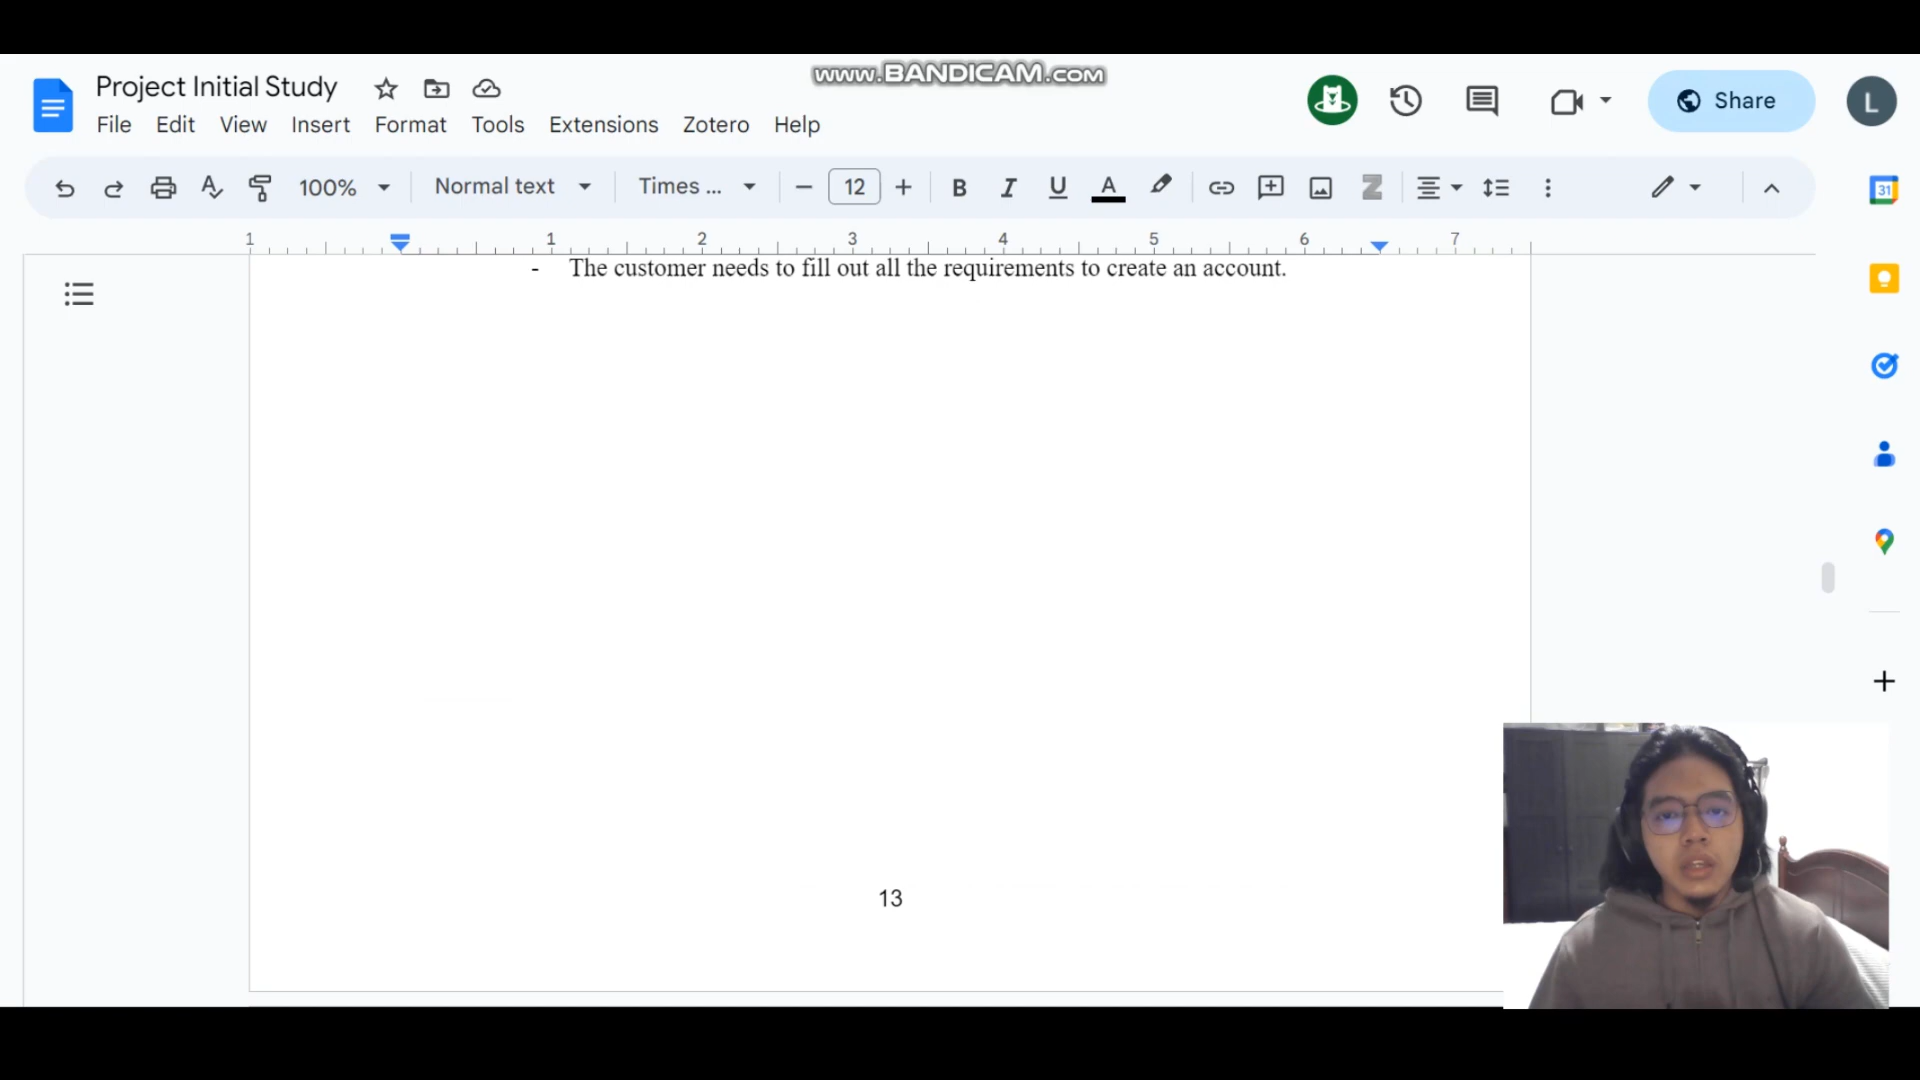 www.BANDICAM.com
Project Initial Study
File Edit View Insert Format Tools Extensions Zotero Help
Share
L
100% Normal text Times ... 12 B I U A Z
31
1 1 2 3 4 5 6 7
- The customer needs to fill out all the requirements to create an account.
13